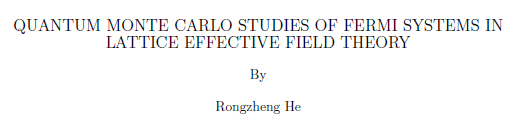 QUANTUM MONTE CARLO STUDIES OF FERMI SYSTEMS IN
LATTICE EFFECTIVE FIELD THEORY
By
Rongzheng He